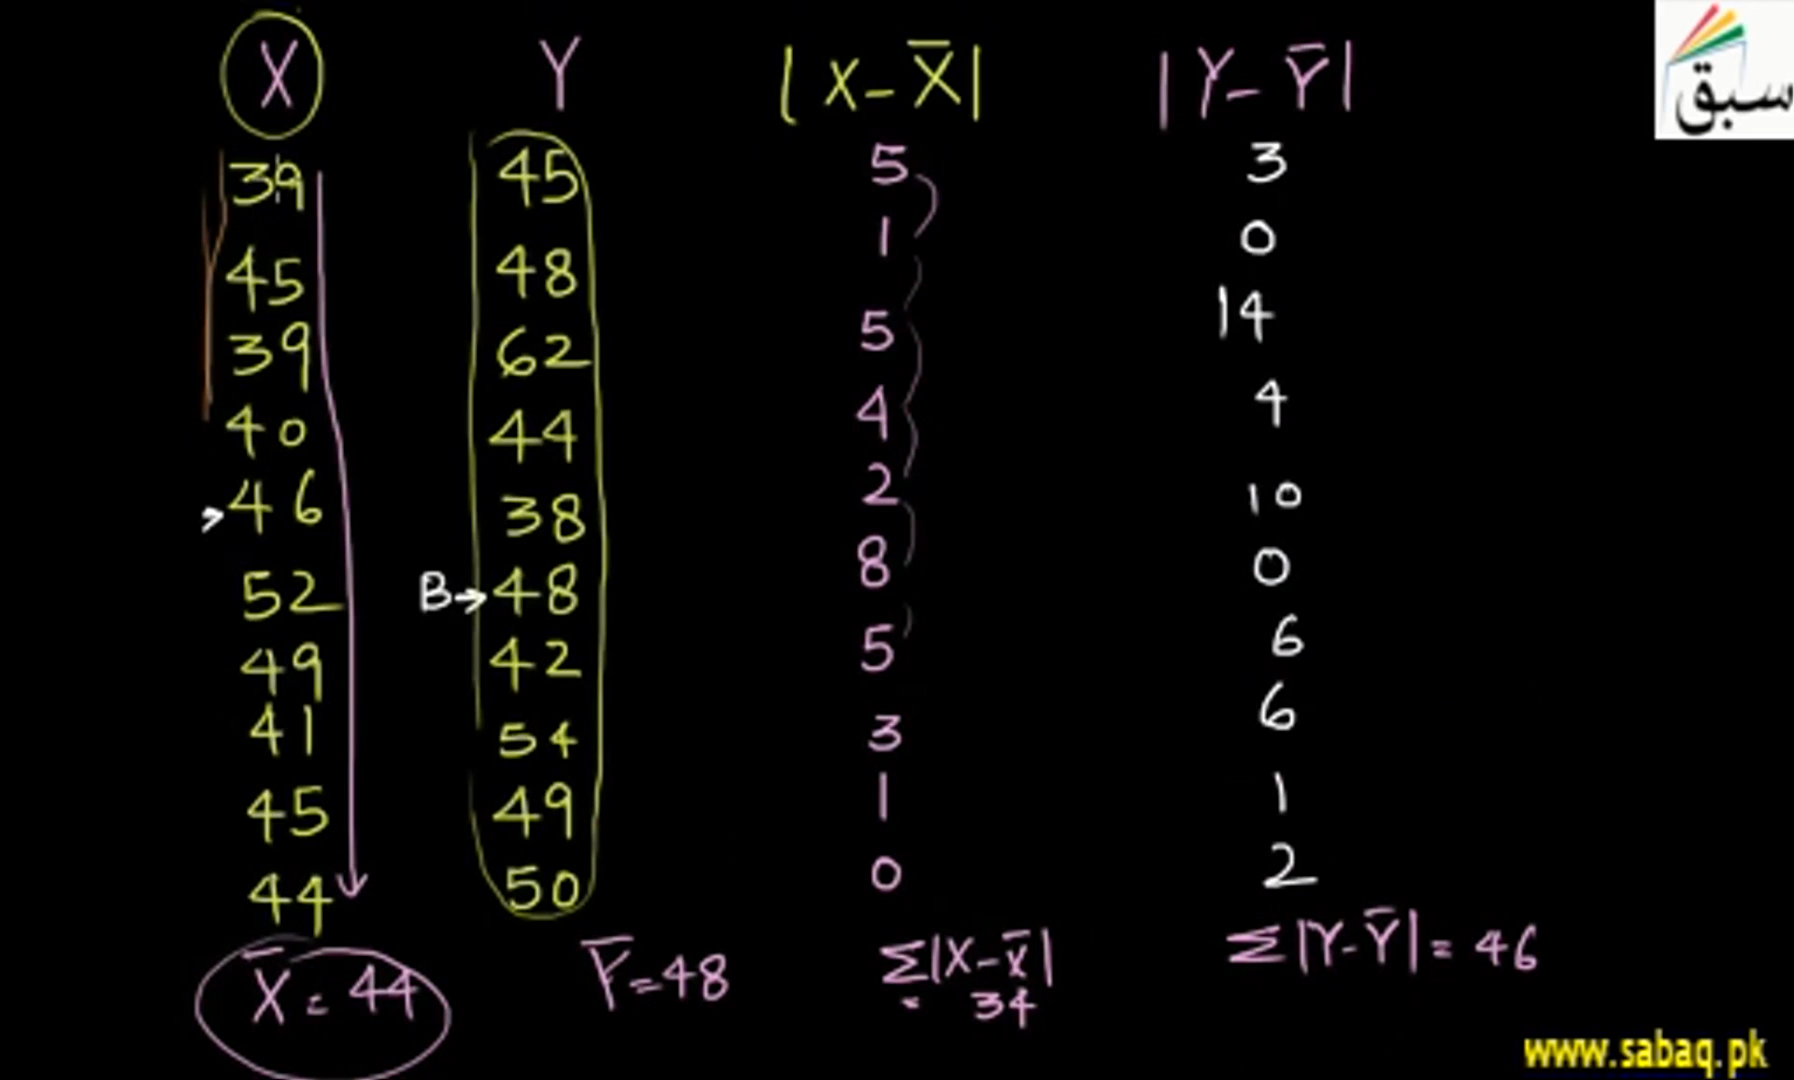 X Y |X-X̅| |Y-Y̅|
سبق
39 45 5 3
45 48 1 0
39 62 5 14
40 44 4 4
46 38 2 10
52 B→48 8 0
49 42 5 6
41 54 3 6
45 49 1 1
44 50 0 2
X̅=44 Y̅=48 Σ|X-X̅| Σ|Y-Y̅|=46
= 34
www.sabaq.pk